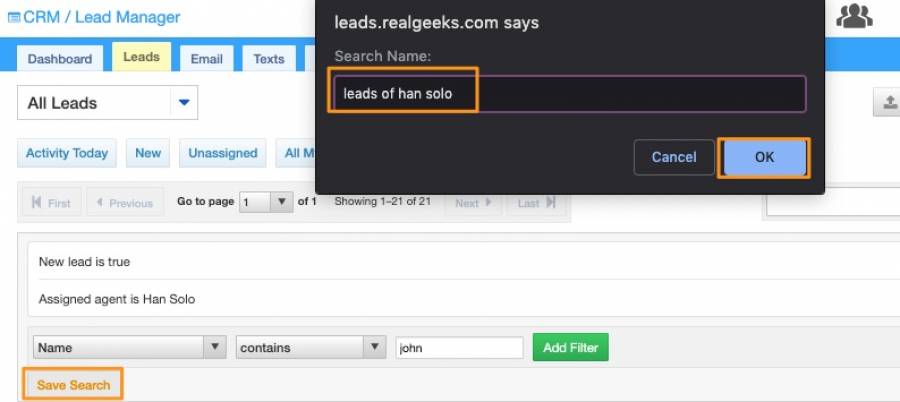 CRM / Lead Manager
leads.realgeeks.com says
Search Name:
leads of han solo
Cancel
OK
Dashboard
Leads
Email
Texts
All Leads
Activity Today
New
Unassigned
All M
First
Previous
Go to page
1
of 1
Showing 1–21 of 21
Next
Last
New lead is true
Assigned agent is Han Solo
Name
contains
john
Add Filter
Save Search